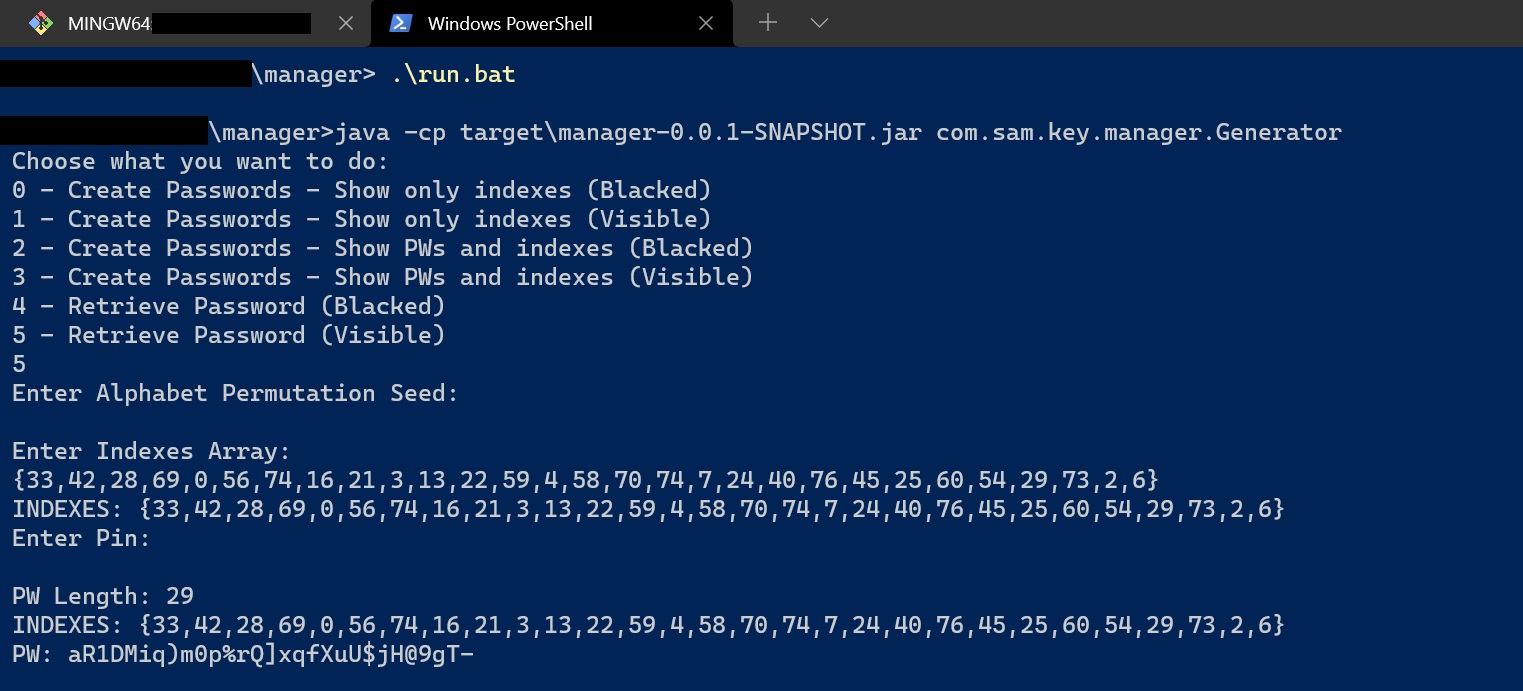 MINGW64:
Windows PowerShell
\manager> .\run.bat
\manager>java -cp target\manager-0.0.1-SNAPSHOT.jar com.sam.key.manager.Generator
Choose what you want to do:
0 - Create Passwords - Show only indexes (Blacked)
1 - Create Passwords - Show only indexes (Visible)
2 - Create Passwords - Show PWs and indexes (Blacked)
3 - Create Passwords - Show PWs and indexes (Visible)
4 - Retrieve Password (Blacked)
5 - Retrieve Password (Visible)
5
Enter Alphabet Permutation Seed:
Enter Indexes Array:
{33,42,28,69,0,56,74,16,21,3,13,22,59,4,58,70,74,7,24,40,76,45,25,60,54,29,73,2,6}
INDEXES: {33,42,28,69,0,56,74,16,21,3,13,22,59,4,58,70,74,7,24,40,76,45,25,60,54,29,73,2,6}
Enter Pin:
PW Length: 29
INDEXES: {33,42,28,69,0,56,74,16,21,3,13,22,59,4,58,70,74,7,24,40,76,45,25,60,54,29,73,2,6}
PW: aR1DMiq)m0p%rQ]xqfXuU$jH@9gT-